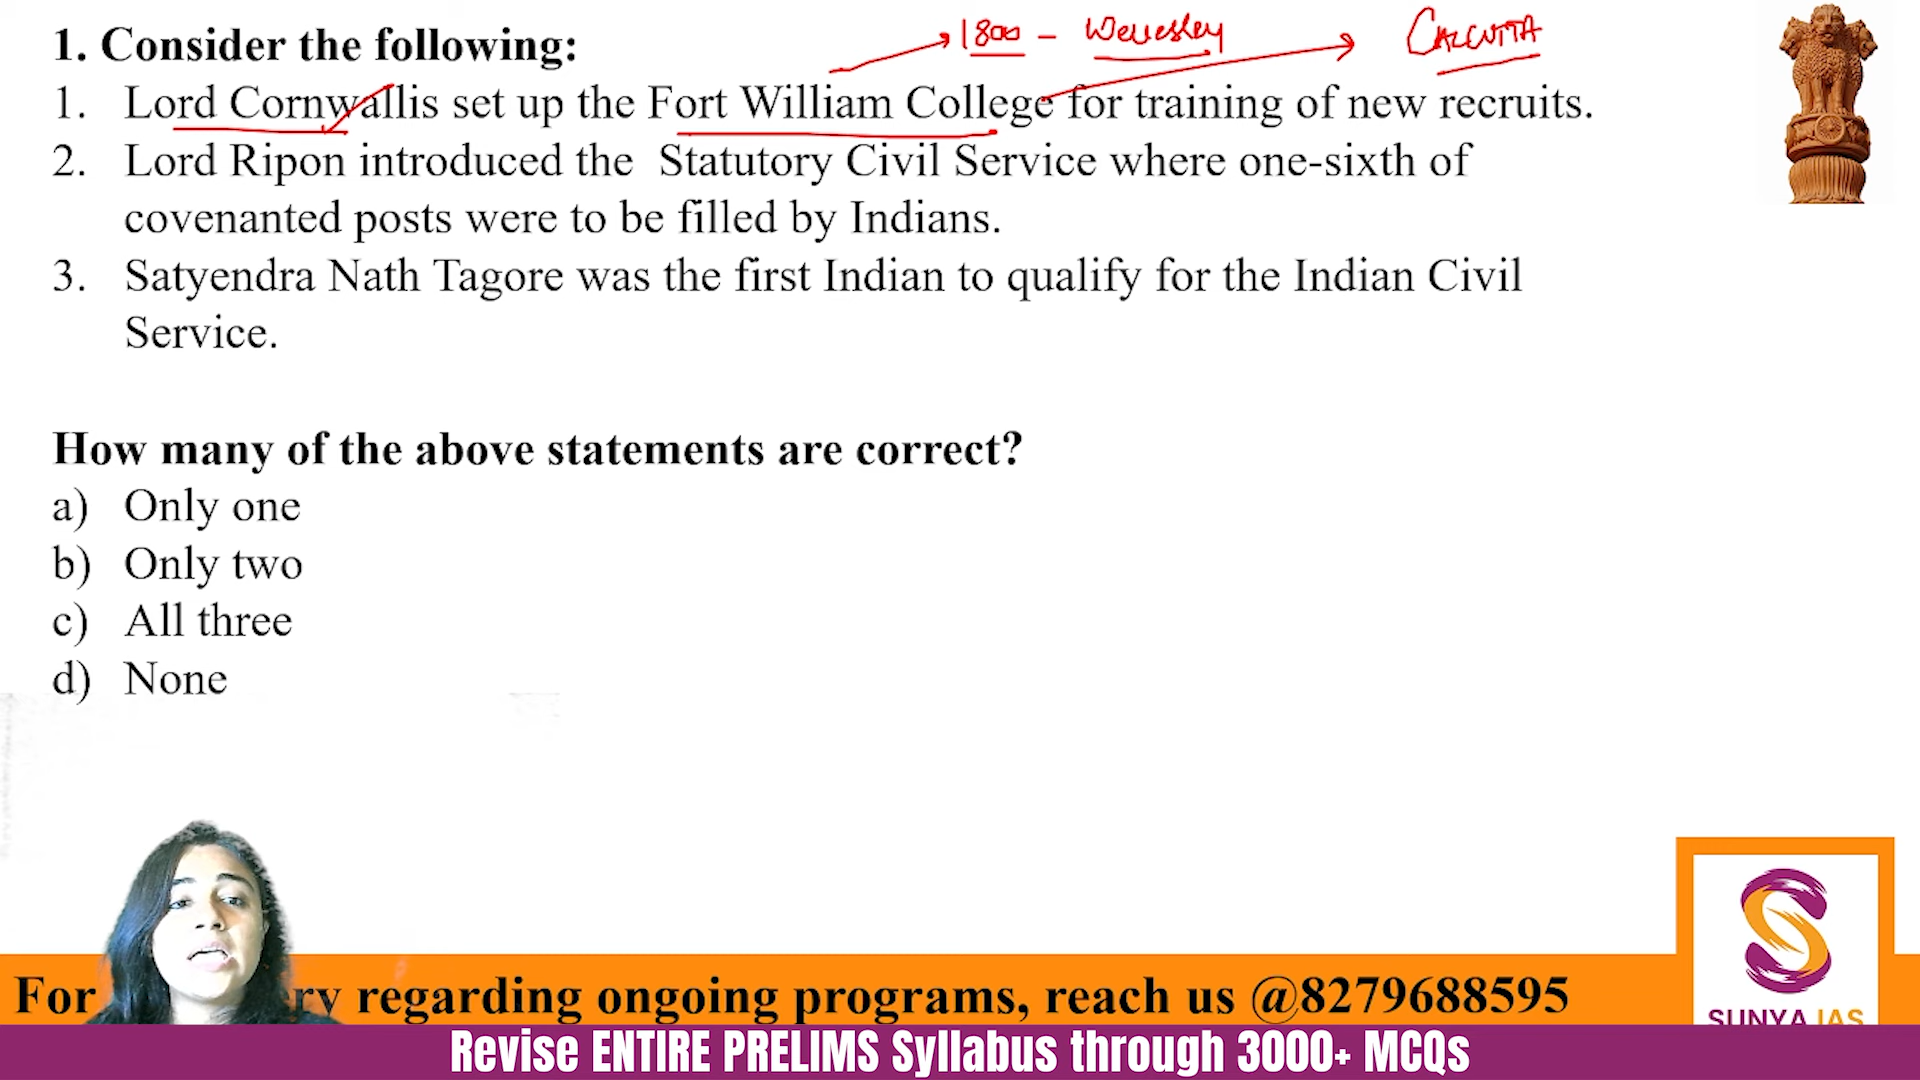 1800 - Wellesley CALCUTTA
1. Consider the following:
1. Lord Cornwallis set up the Fort William College for training of new recruits.
2. Lord Ripon introduced the Statutory Civil Service where one-sixth of
covenanted posts were to be filled by Indians.
3. Satyendra Nath Tagore was the first Indian to qualify for the Indian Civil
Service.
How many of the above statements are correct?
a) Only one
b) Only two
c) All three
d) None
For ry regarding ongoing programs, reach us @8279688595
SUNYA IAS
Revise ENTIRE PRELIMS Syllabus through 3000+ MCQs